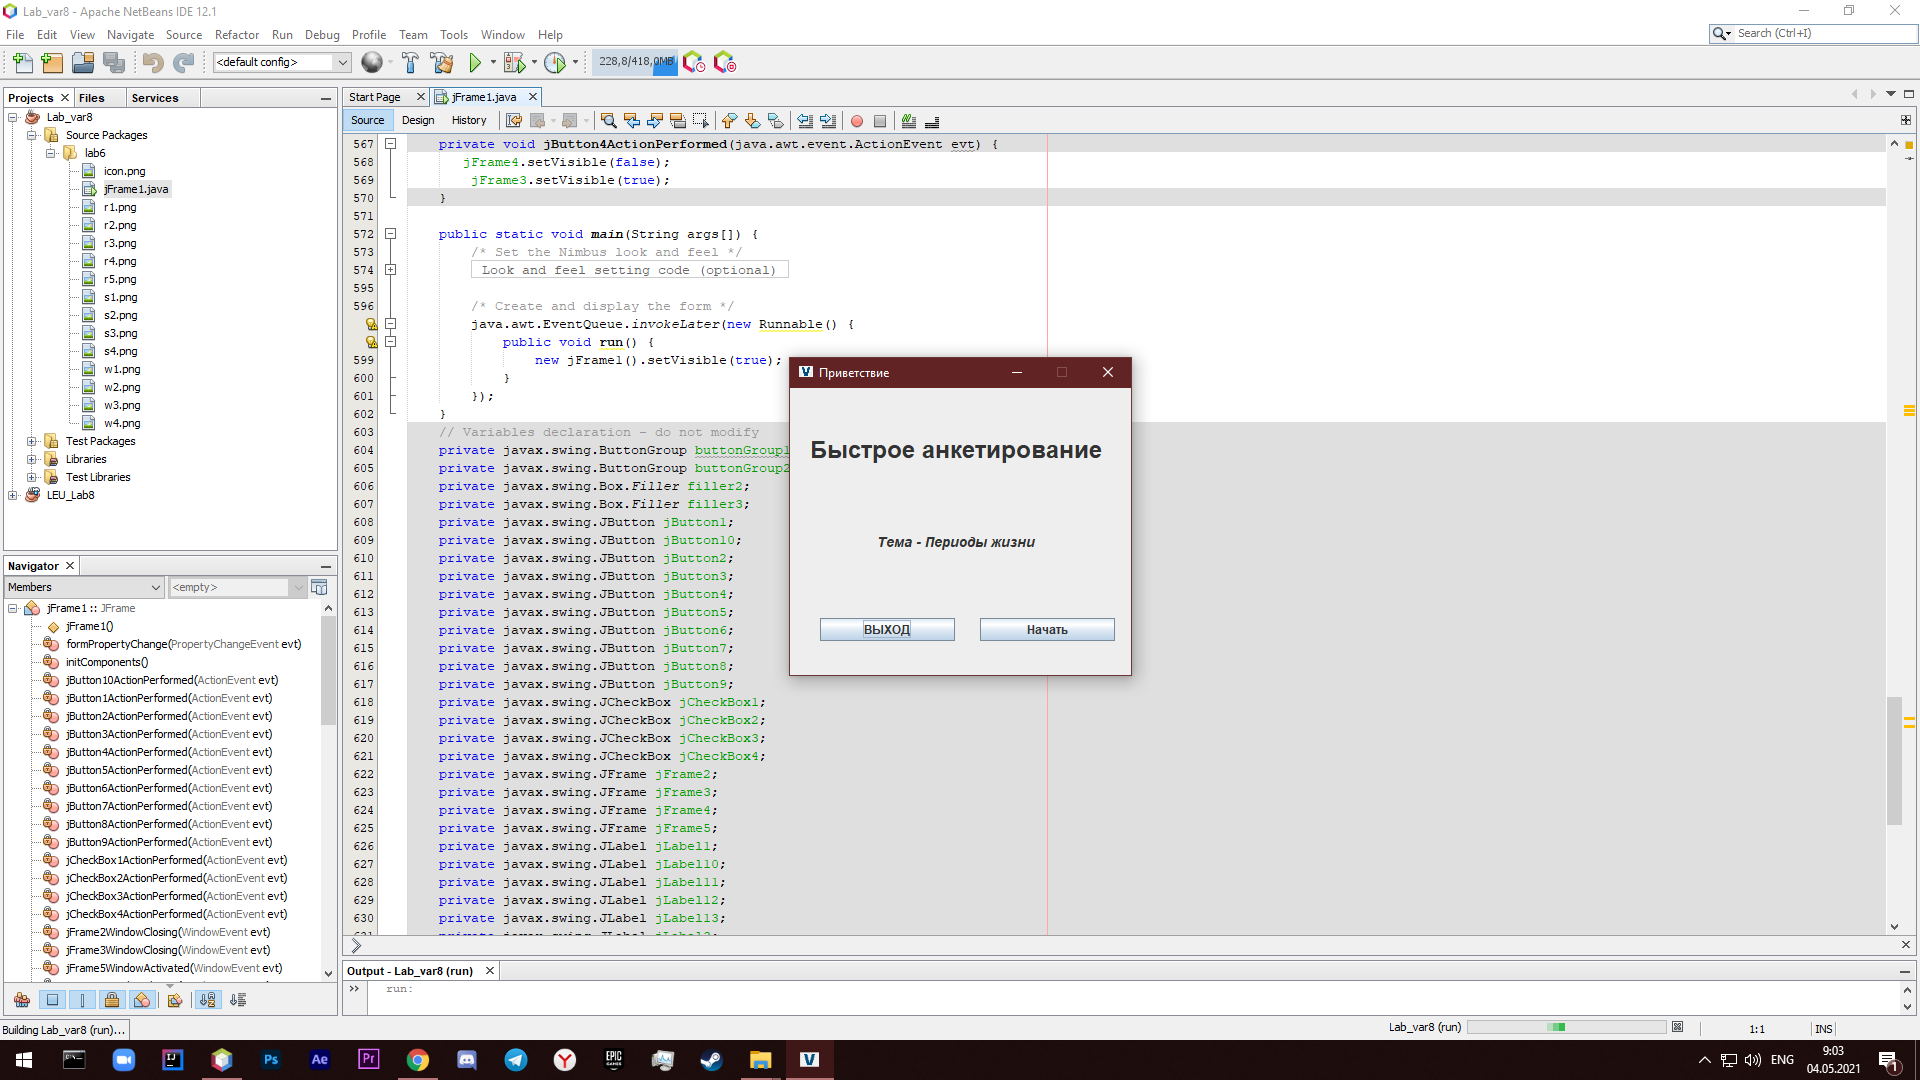 Lab_var8 - Apache NetBeans IDE 12.1
File Edit View Navigate Source Refactor Run Debug Profile Team Tools Window Help
Search (Ctrl+I)
<default config>
228,8/418,0MB
Projects Files Services
Lab_var8
Source Packages
lab6
icon.png
jFrame1.java
r1.png
r2.png
r3.png
r4.png
r5.png
s1.png
s2.png
s3.png
s4.png
w1.png
w2.png
w3.png
w4.png
Test Packages
Libraries
Test Libraries
LEU_Lab8
Navigator
Members
<empty>
jFrame1 :: JFrame
jFrame1()
formPropertyChange(PropertyChangeEvent evt)
initComponents()
jButton10ActionPerformed(ActionEvent evt)
jButton1ActionPerformed(ActionEvent evt)
jButton2ActionPerformed(ActionEvent evt)
jButton3ActionPerformed(ActionEvent evt)
jButton4ActionPerformed(ActionEvent evt)
jButton5ActionPerformed(ActionEvent evt)
jButton6ActionPerformed(ActionEvent evt)
jButton7ActionPerformed(ActionEvent evt)
jButton8ActionPerformed(ActionEvent evt)
jButton9ActionPerformed(ActionEvent evt)
jCheckBox1ActionPerformed(ActionEvent evt)
jCheckBox2ActionPerformed(ActionEvent evt)
jCheckBox3ActionPerformed(ActionEvent evt)
jCheckBox4ActionPerformed(ActionEvent evt)
jFrame2WindowClosing(WindowEvent evt)
jFrame3WindowClosing(WindowEvent evt)
jFrame5WindowActivated(WindowEvent evt)
Start Page jFrame1.java
Source Design History
567 private void jButton4ActionPerformed(java.awt.event.ActionEvent evt) {
568 jFrame4.setVisible(false);
569 jFrame3.setVisible(true);
570 }
571
572 public static void main(String args[]) {
573 /* Set the Nimbus look and feel */
574 Look and feel setting code (optional)
595
596 /* Create and display the form */
java.awt.EventQueue.invokeLater(new Runnable() {
public void run() {
599 new jFrame1().setVisible(true);
600 }
601 });
602 }
603 // Variables declaration - do not modify
604 private javax.swing.ButtonGroup buttonGroup1
605 private javax.swing.ButtonGroup buttonGroup2
606 private javax.swing.Box.Filler filler2;
607 private javax.swing.Box.Filler filler3;
608 private javax.swing.JButton jButton1;
609 private javax.swing.JButton jButton10;
610 private javax.swing.JButton jButton2;
611 private javax.swing.JButton jButton3;
612 private javax.swing.JButton jButton4;
613 private javax.swing.JButton jButton5;
614 private javax.swing.JButton jButton6;
615 private javax.swing.JButton jButton7;
616 private javax.swing.JButton jButton8;
617 private javax.swing.JButton jButton9;
618 private javax.swing.JCheckBox jCheckBox1;
619 private javax.swing.JCheckBox jCheckBox2;
620 private javax.swing.JCheckBox jCheckBox3;
621 private javax.swing.JCheckBox jCheckBox4;
622 private javax.swing.JFrame jFrame2;
623 private javax.swing.JFrame jFrame3;
624 private javax.swing.JFrame jFrame4;
625 private javax.swing.JFrame jFrame5;
626 private javax.swing.JLabel jLabel1;
627 private javax.swing.JLabel jLabel10;
628 private javax.swing.JLabel jLabel11;
629 private javax.swing.JLabel jLabel12;
630 private javax.swing.JLabel jLabel13;
Приветствие
Быстрое анкетирование
Тема - Периоды жизни
ВЫХОД Начать
Output - Lab_var8 (run)
run:
Building Lab_var8 (run)...
Lab_var8 (run)
1:1 INS
Ps Ae Pr
EPIC GAMES
ENG
9:03
04.05.2021
1